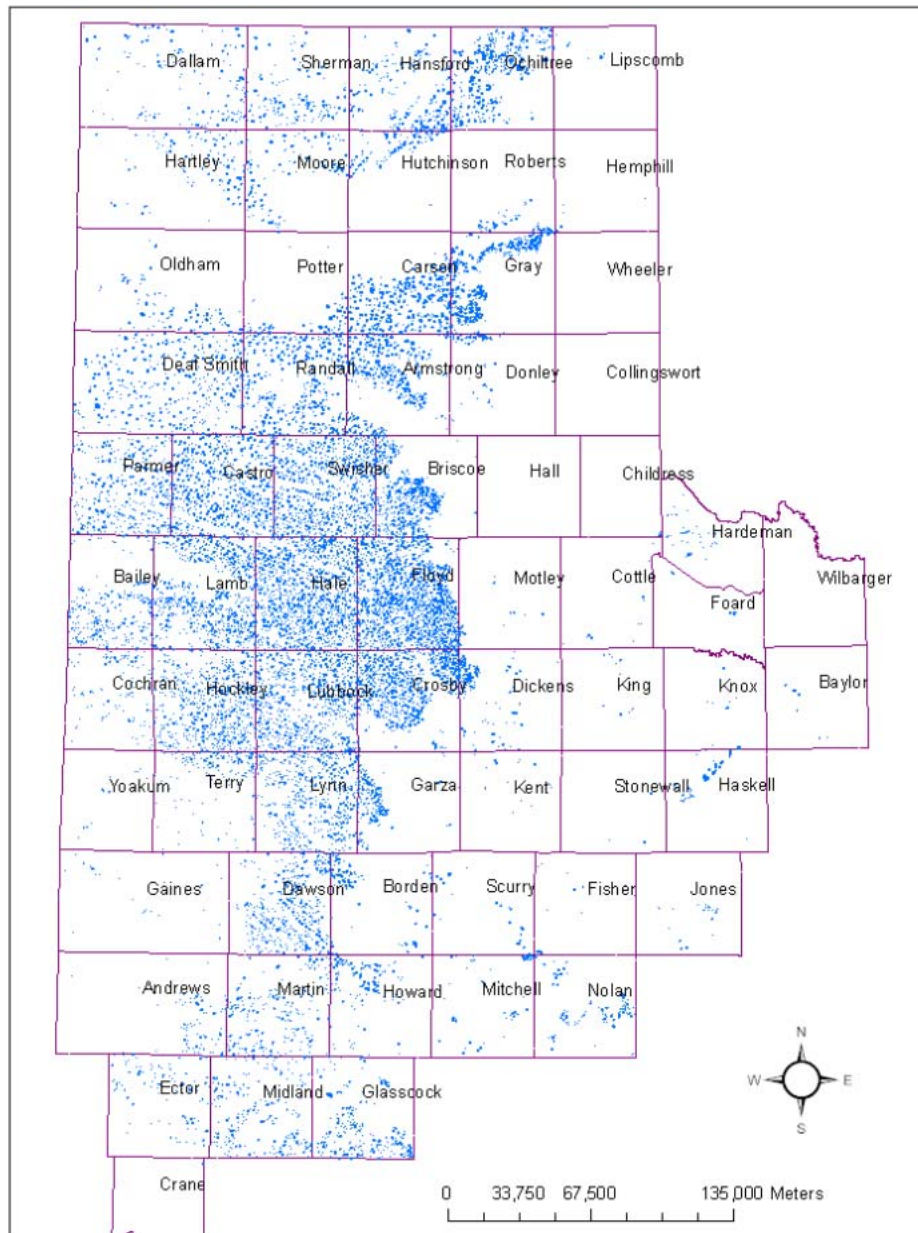 Dallam Sherman Hansford Ochiltree Lipscomb
Hartley Moore Hutchinson Roberts Hemphill
Oldham Potter Carsen Gray Wheeler
Deaf Smith Randall Armstrong Donley Collingswort
Parmer Castro Swisher Briscoe Hall Childress
Hardeman
Bailey Lamb Hale Floyd Motley Cottle Foard Wilbarger
Cochran Hockley Lubbock Crosby Dickens King Knox Baylor
Yoakum Terry Lynn Garza Kent Stonewall Haskell
Gaines Dawson Borden Scurry Fisher Jones
Andrews Martin Howard Mitchell Nolan
N
W E
S
Ector Midland Glasscock
Crane
0 33,750 67,500 135,000 Meters